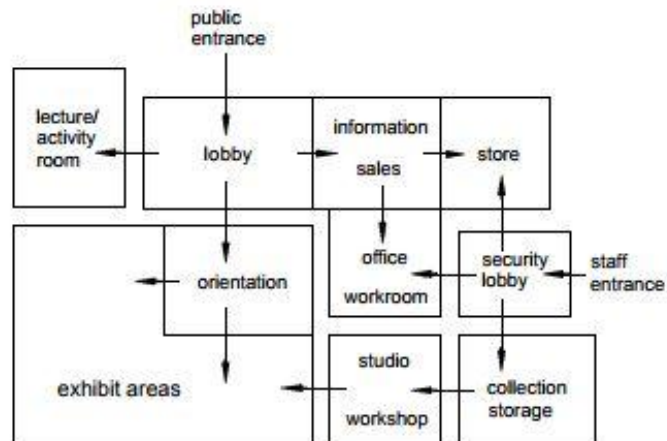 public
entrance
lecture/
activity
room
lobby
information
sales
store
orientation
office
workroom
security
lobby
staff
entrance
exhibit areas
studio
workshop
collection
storage